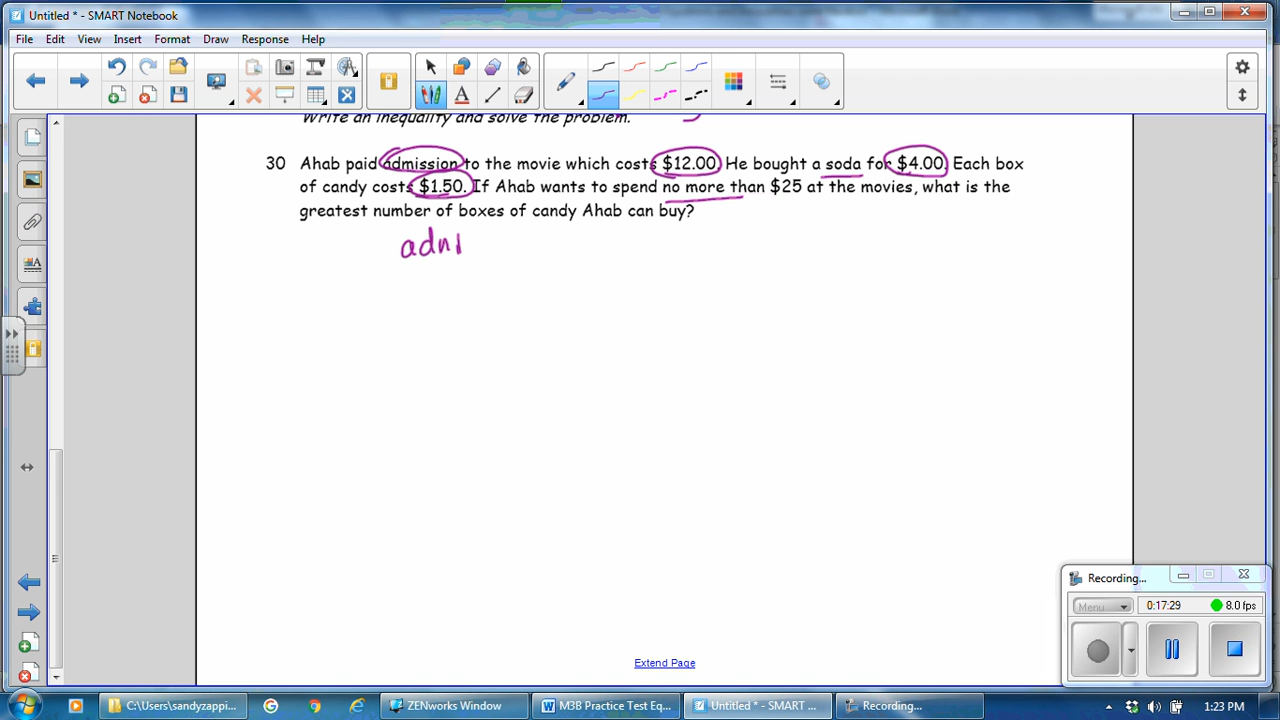 Untitled * - SMART Notebook
File Edit View Insert Format Draw Response Help
Write an inequality and solve the problem.
30 Ahab paid admission to the movie which costs $12.00. He bought a soda for $4.00. Each box
of candy costs $1.50. If Ahab wants to spend no more than $25 at the movies, what is the
greatest number of boxes of candy Ahab can buy?
Extend Page
Recording...
Menu
0:17:29
8.0 fps
C:\Users\sandyzappi...
ZENworks Window
M3B Practice Test Eq...
Untitled * - SMART ...
Recording...
1:23 PM